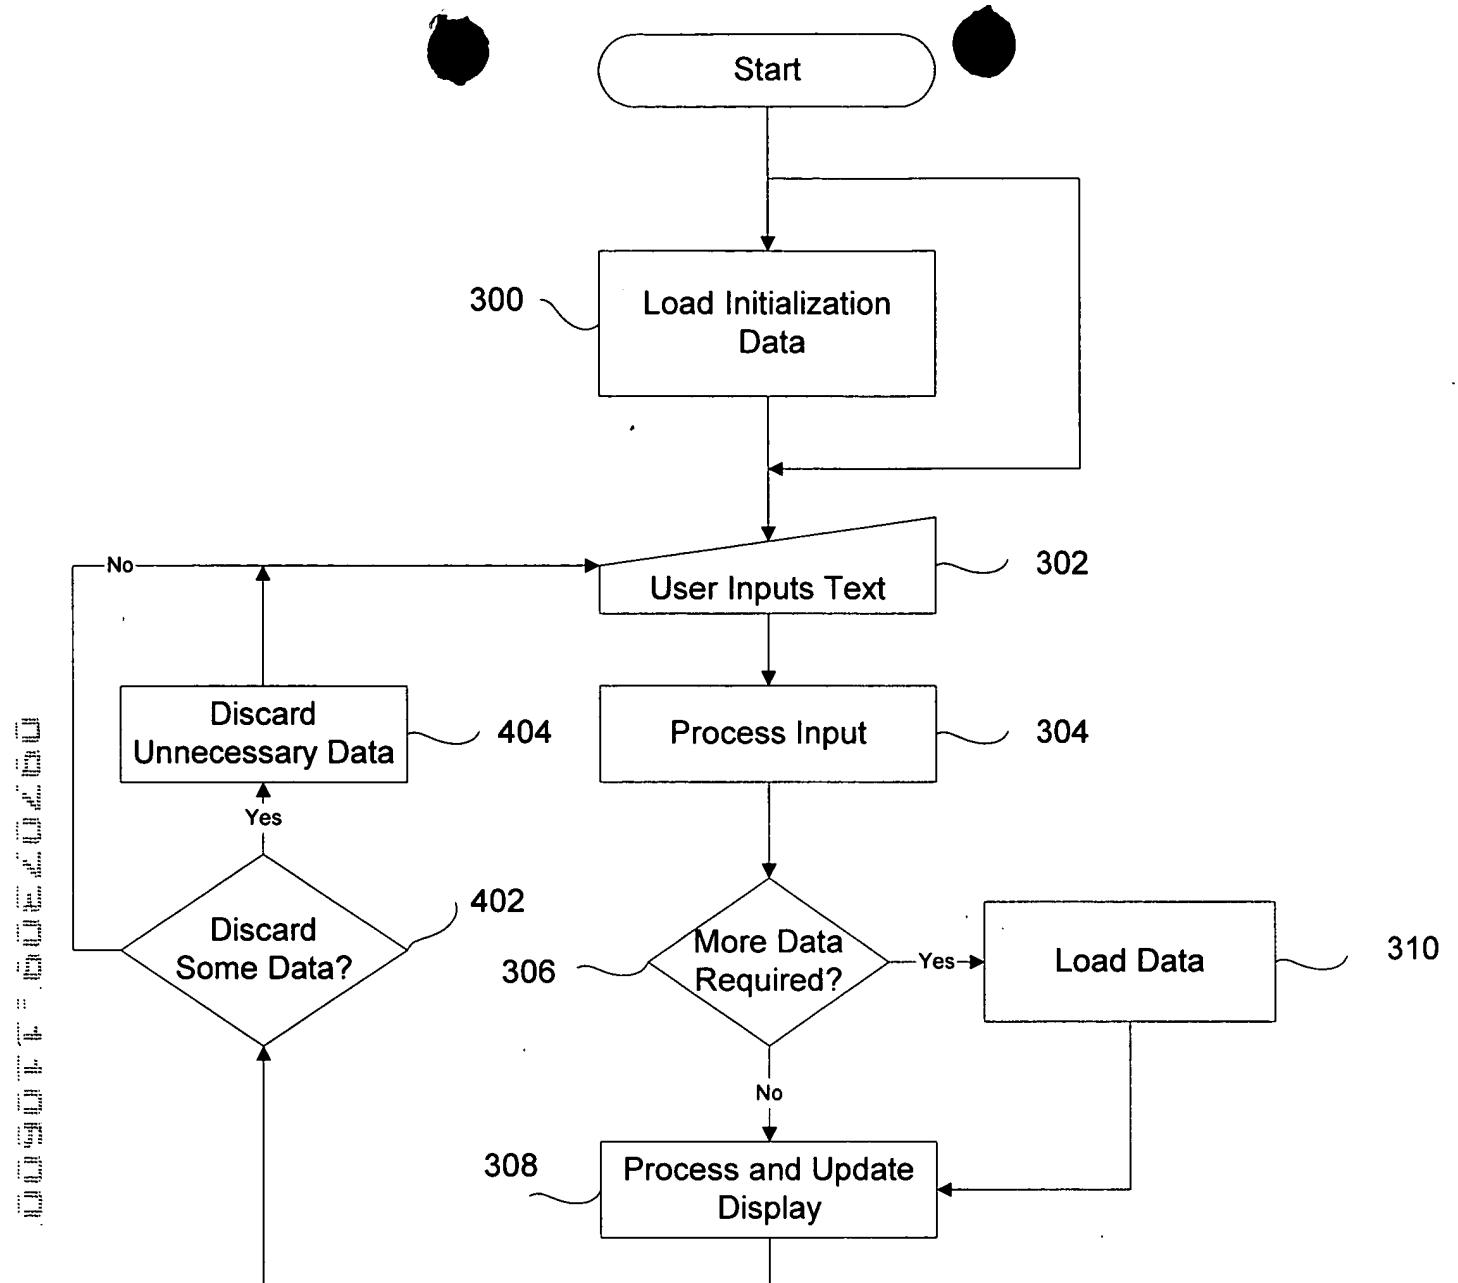 Start
300
Load Initialization
Data
No
302
User Inputs Text
Discard
Unnecessary Data
404
Process Input
304
Yes
402
Discard
Some Data?
More Data
Required?
306
Yes
Load Data
310
No
308
Process and Update
Display